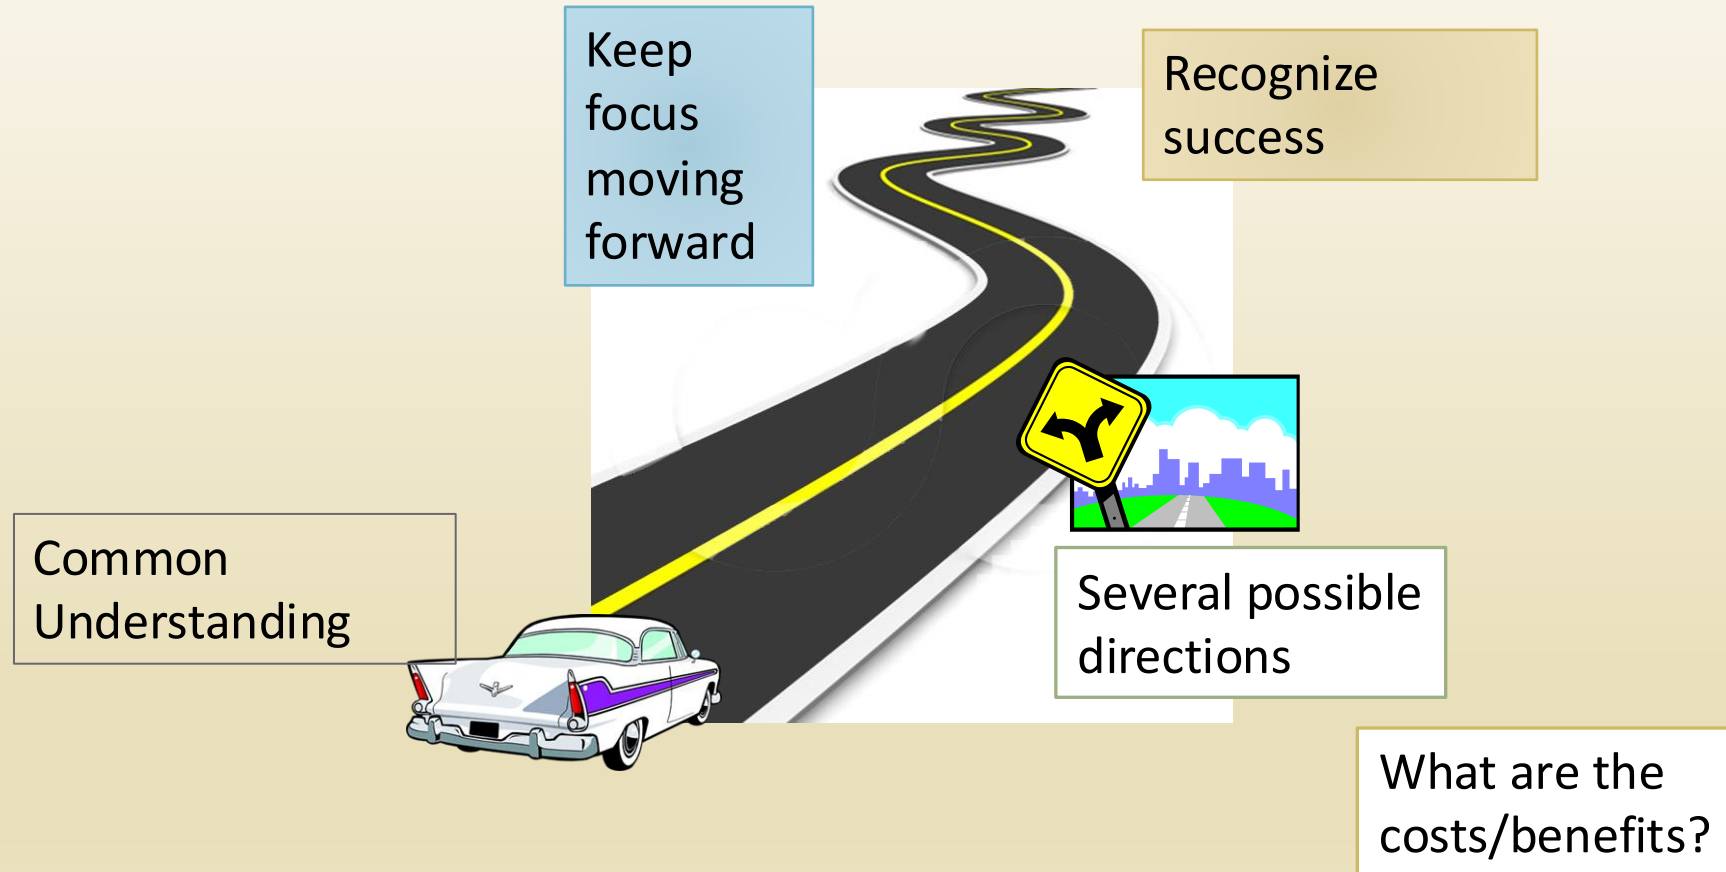 Keep
focus
moving
forward
Recognize
success
Common
Understanding
Several possible
directions
What are the
costs/benefits?